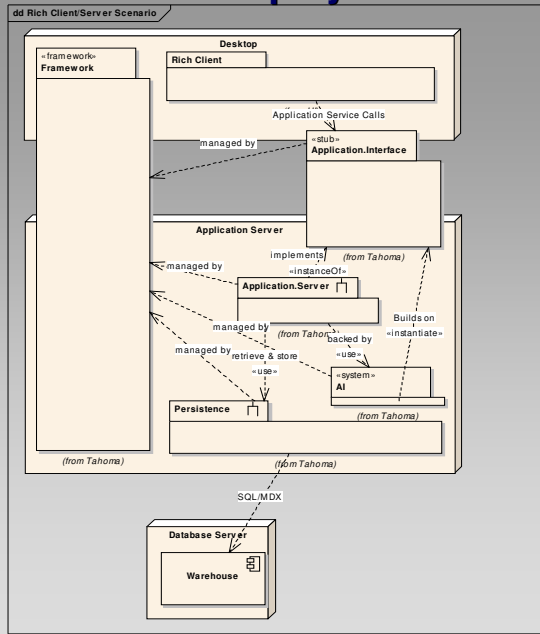 dd Rich Client/Server Scenario
Desktop
«framework»
Framework
Rich Client
Application Service Calls
«stub»
Application.Interface
managed by
Application Server
(from Tahoma)
implements
«instanceOf»
managed by
Application.Server
(from Tahoma)
Builds on
«instantiate»
managed by
backed by
«use»
managed by
retrieve & store
«use»
«system»
AI
(from Tahoma)
Persistence
(from Tahoma)
(from Tahoma)
SQL/MDX
Database Server
Warehouse